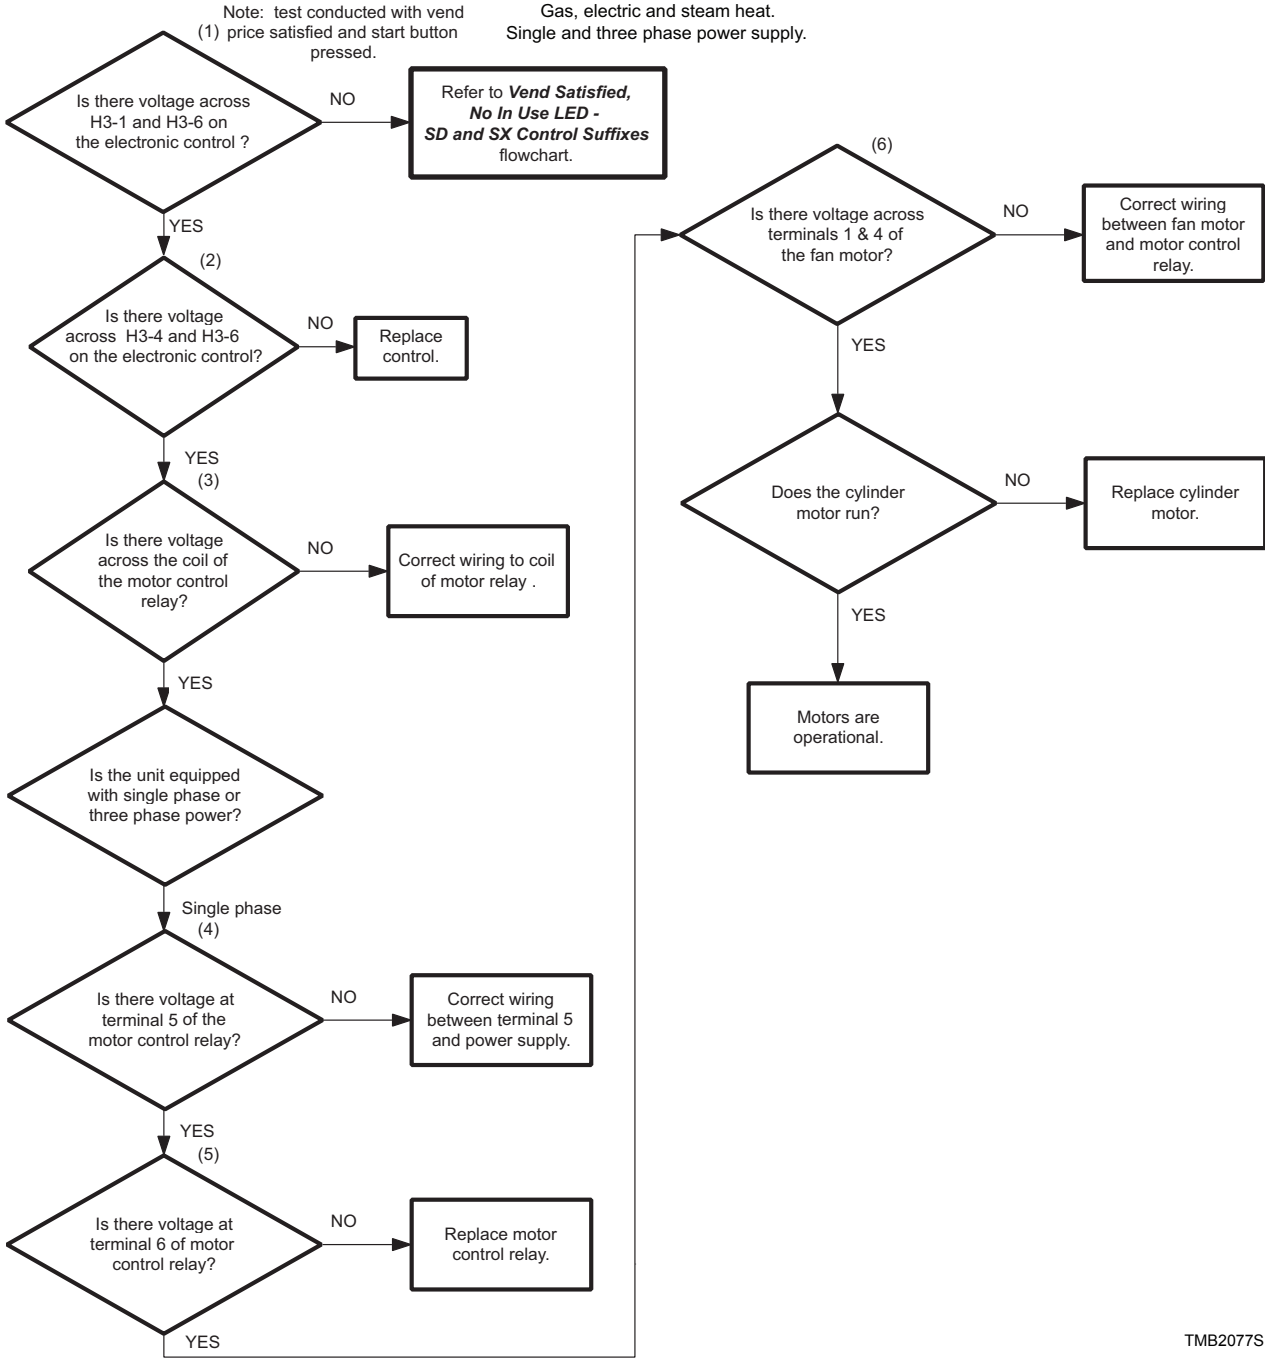 Note: test conducted with vend
(1) price satisfied and start button
pressed.
Gas, electric and steam heat.
Single and three phase power supply.
Is there voltage across
H3-1 and H3-6 on
the electronic control ?
NO
Refer to Vend Satisfied,
No In Use LED -
SD and SX Control Suffixes
flowchart.
YES
(2)
Is there voltage
across H3-4 and H3-6
on the electronic control?
NO
Replace
control.
YES
(3)
Is there voltage
across the coil of
the motor control
relay?
NO
Correct wiring to coil
of motor relay .
YES
Is the unit equipped
with single phase or
three phase power?
Single phase
(4)
Is there voltage at
terminal 5 of the
motor control relay?
NO
Correct wiring
between terminal 5
and power supply.
YES
(5)
Is there voltage at
terminal 6 of motor
control relay?
NO
Replace motor
control relay.
YES
(6)
Is there voltage across
terminals 1 & 4 of
the fan motor?
NO
Correct wiring
between fan motor
and motor control
relay.
YES
Does the cylinder
motor run?
NO
Replace cylinder
motor.
YES
Motors are
operational.
TMB2077S